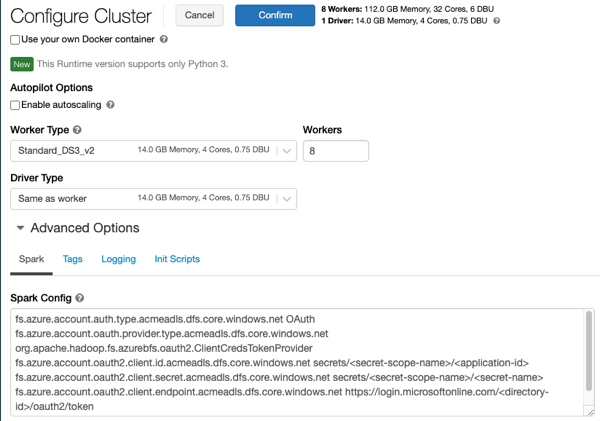 Configure Cluster
Cancel
Confirm
8 Workers: 112.0 GB Memory, 32 Cores, 6 DBU
1 Driver: 14.0 GB Memory, 4 Cores, 0.75 DBU ?
Use your own Docker container ?
New This Runtime version supports only Python 3.
Autopilot Options
Enable autoscaling ?
Worker Type ? Workers
Standard_DS3_v2 14.0 GB Memory, 4 Cores, 0.75 DBU 8
Driver Type
Same as worker 14.0 GB Memory, 4 Cores, 0.75 DBU
Advanced Options
Spark Tags Logging Init Scripts
Spark Config ?
fs.azure.account.auth.type.acmeadls.dfs.core.windows.net OAuth
fs.azure.account.oauth.provider.type.acmeadls.dfs.core.windows.net
org.apache.hadoop.fs.azurebfs.oauth2.ClientCredsTokenProvider
fs.azure.account.oauth2.client.id.acmeadls.dfs.core.windows.net secrets/<secret-scope-name>/<application-id>
fs.azure.account.oauth2.client.secret.acmeadls.dfs.core.windows.net secrets/<secret-scope-name>/<secret-name>
fs.azure.account.oauth2.client.endpoint.acmeadls.dfs.core.windows.net https://login.microsoftonline.com/<directory-
id>/oauth2/token